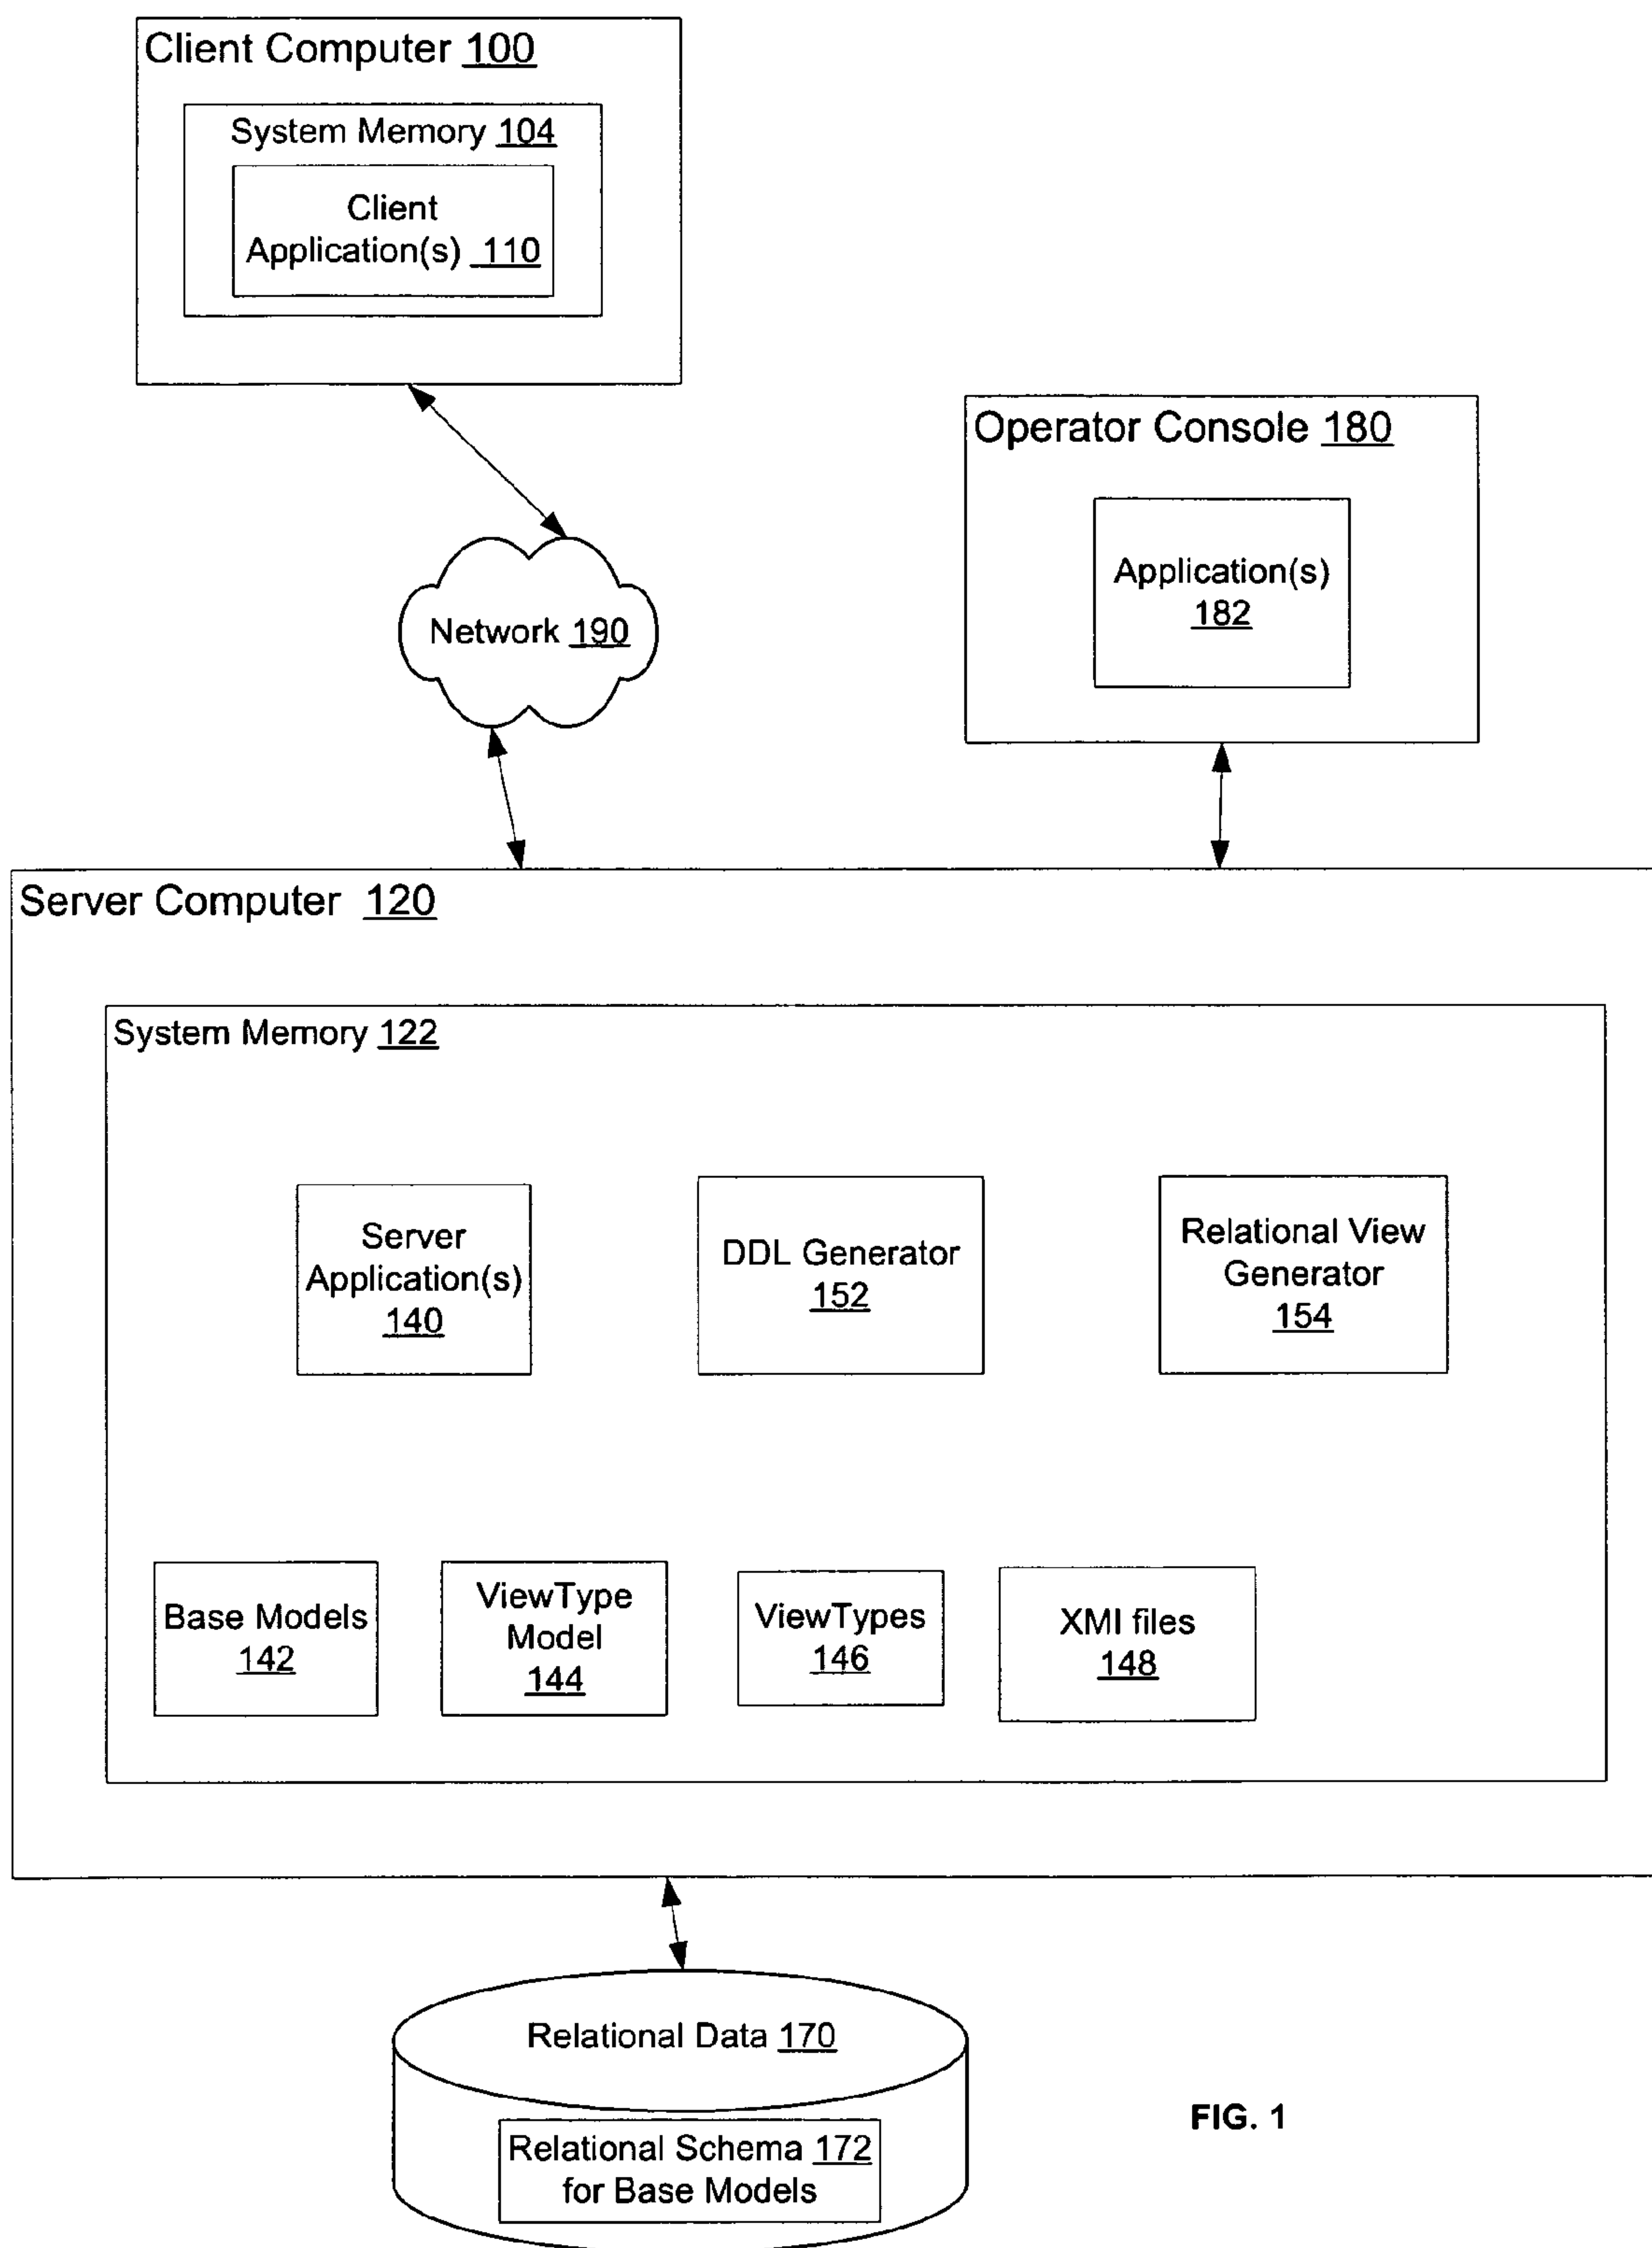 Client Computer 100
System Memory 104
Client
Application(s) 110
Operator Console 180
Application(s)
182
Network 190
Server Computer 120
System Memory 122
Server
Application(s)
140
DDL Generator
152
Relational View
Generator
154
Base Models
142
ViewType
Model
144
ViewTypes
146
XMI files
148
Relational Data 170
Relational Schema 172
for Base Models
FIG. 1